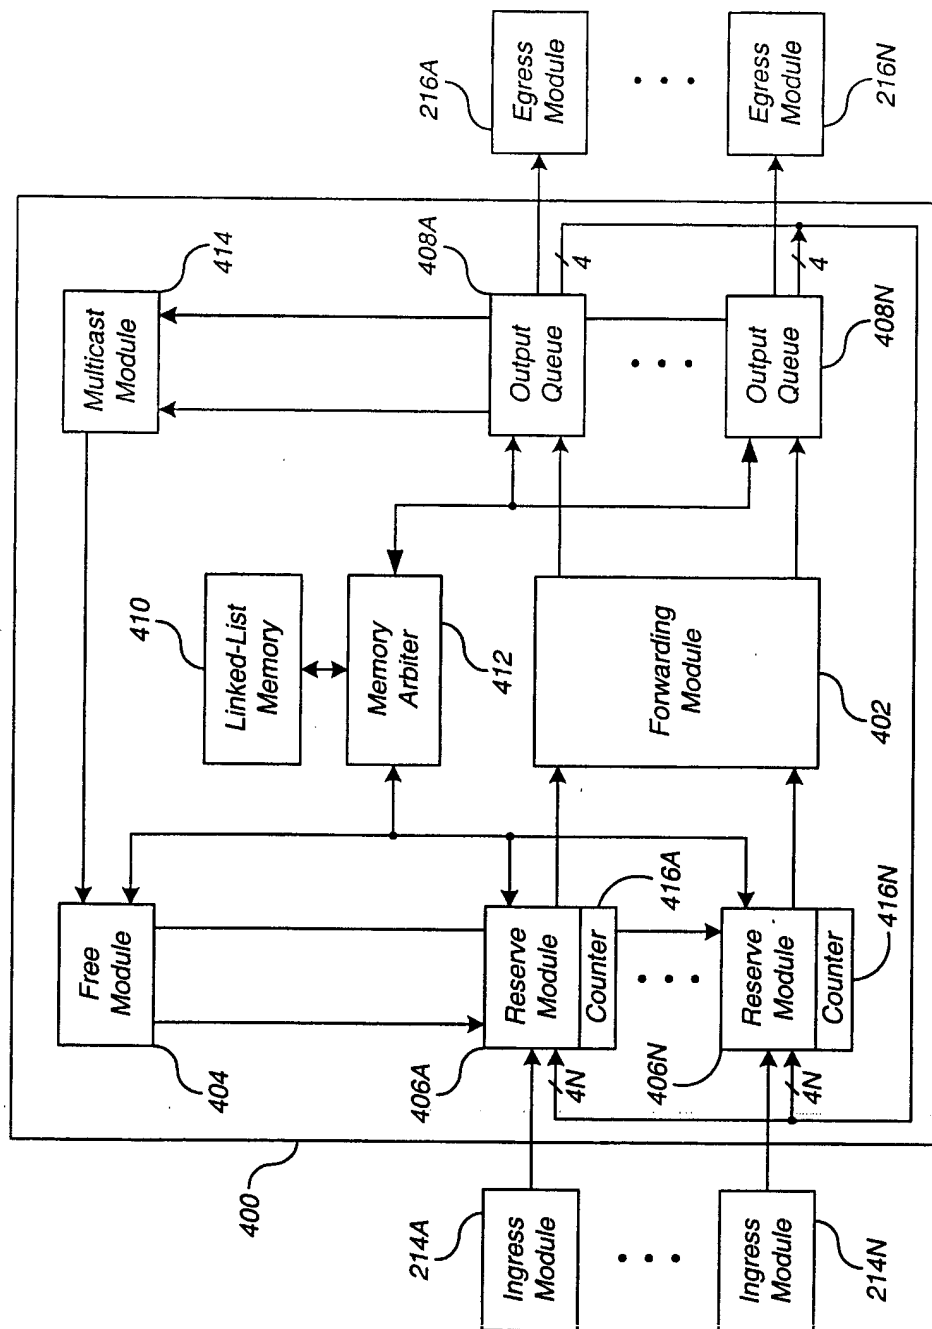 Free
Module
404
Multicast
Module
414
Linked-List
Memory
410
Memory
Arbiter
412
400
214A
Ingress
Module
406A
Reserve
Module
Counter
416A
4N
Forwarding
Module
402
408A
Output
Queue
4
216A
Egress
Module
214N
Ingress
Module
406N
Reserve
Module
Counter
416N
4N
408N
Output
Queue
4
216N
Egress
Module